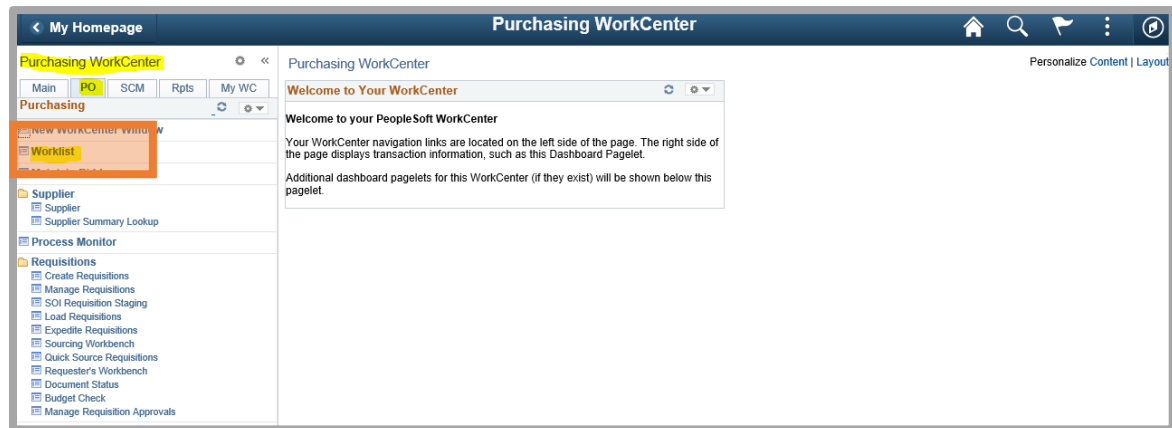 My Homepage
Purchasing WorkCenter
Purchasing WorkCenter
Main PO SCM Rpts My WC
Purchasing
New WorkCenter Window
Worklist
Supplier
Supplier
Supplier Summary Lookup
Process Monitor
Requisitions
Create Requisitions
Manage Requisitions
SOI Requisition Staging
Load Requisitions
Expedite Requisitions
Sourcing Workbench
Quick Source Requisitions
Requester's Workbench
Document Status
Budget Check
Manage Requisition Approvals
Purchasing WorkCenter
Personalize Content | Layout
Welcome to Your WorkCenter
Welcome to your PeopleSoft WorkCenter
Your WorkCenter navigation links are located on the left side of the page. The right side of
the page displays transaction information, such as this Dashboard Pagelet.
Additional dashboard pagelets for this WorkCenter (if they exist) will be shown below this
pagelet.